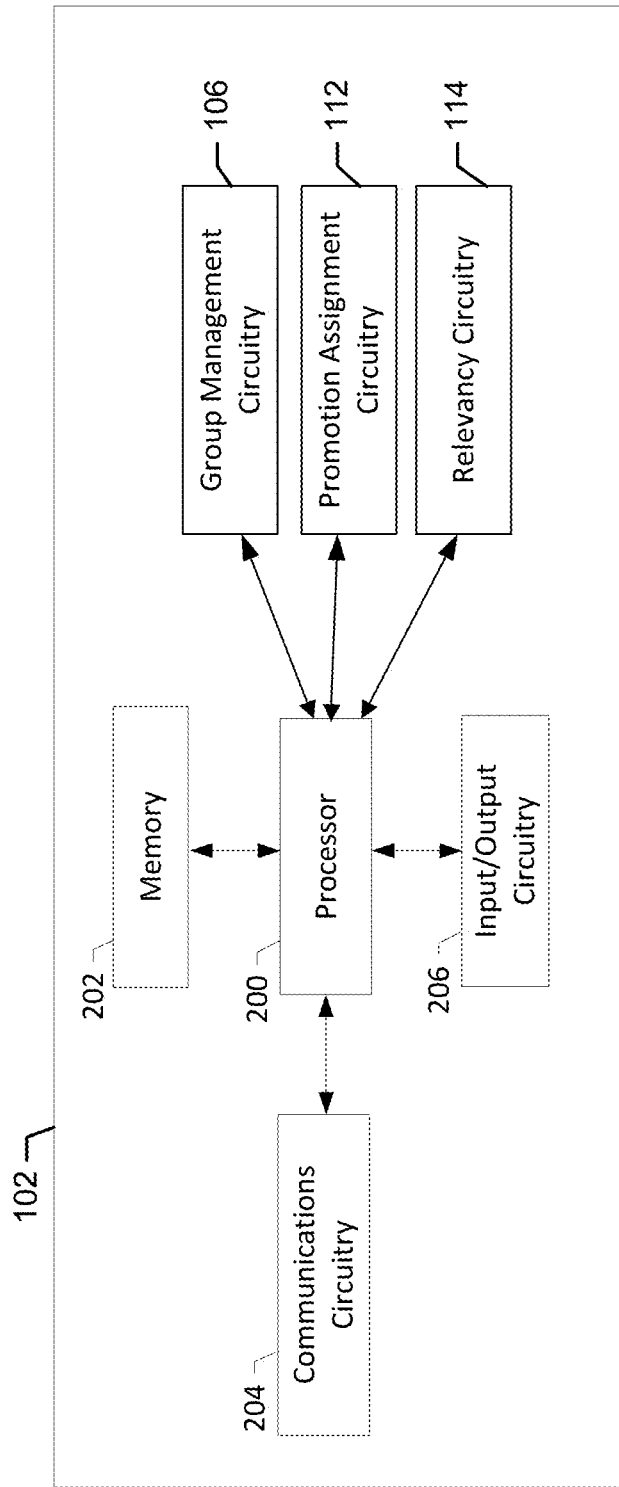 102
202
Memory
204
Communications
Circuitry
200
Processor
206
Input/Output
Circuitry
Group Management
Circuitry
106
Promotion Assignment
Circuitry
112
Relevancy Circuitry
114